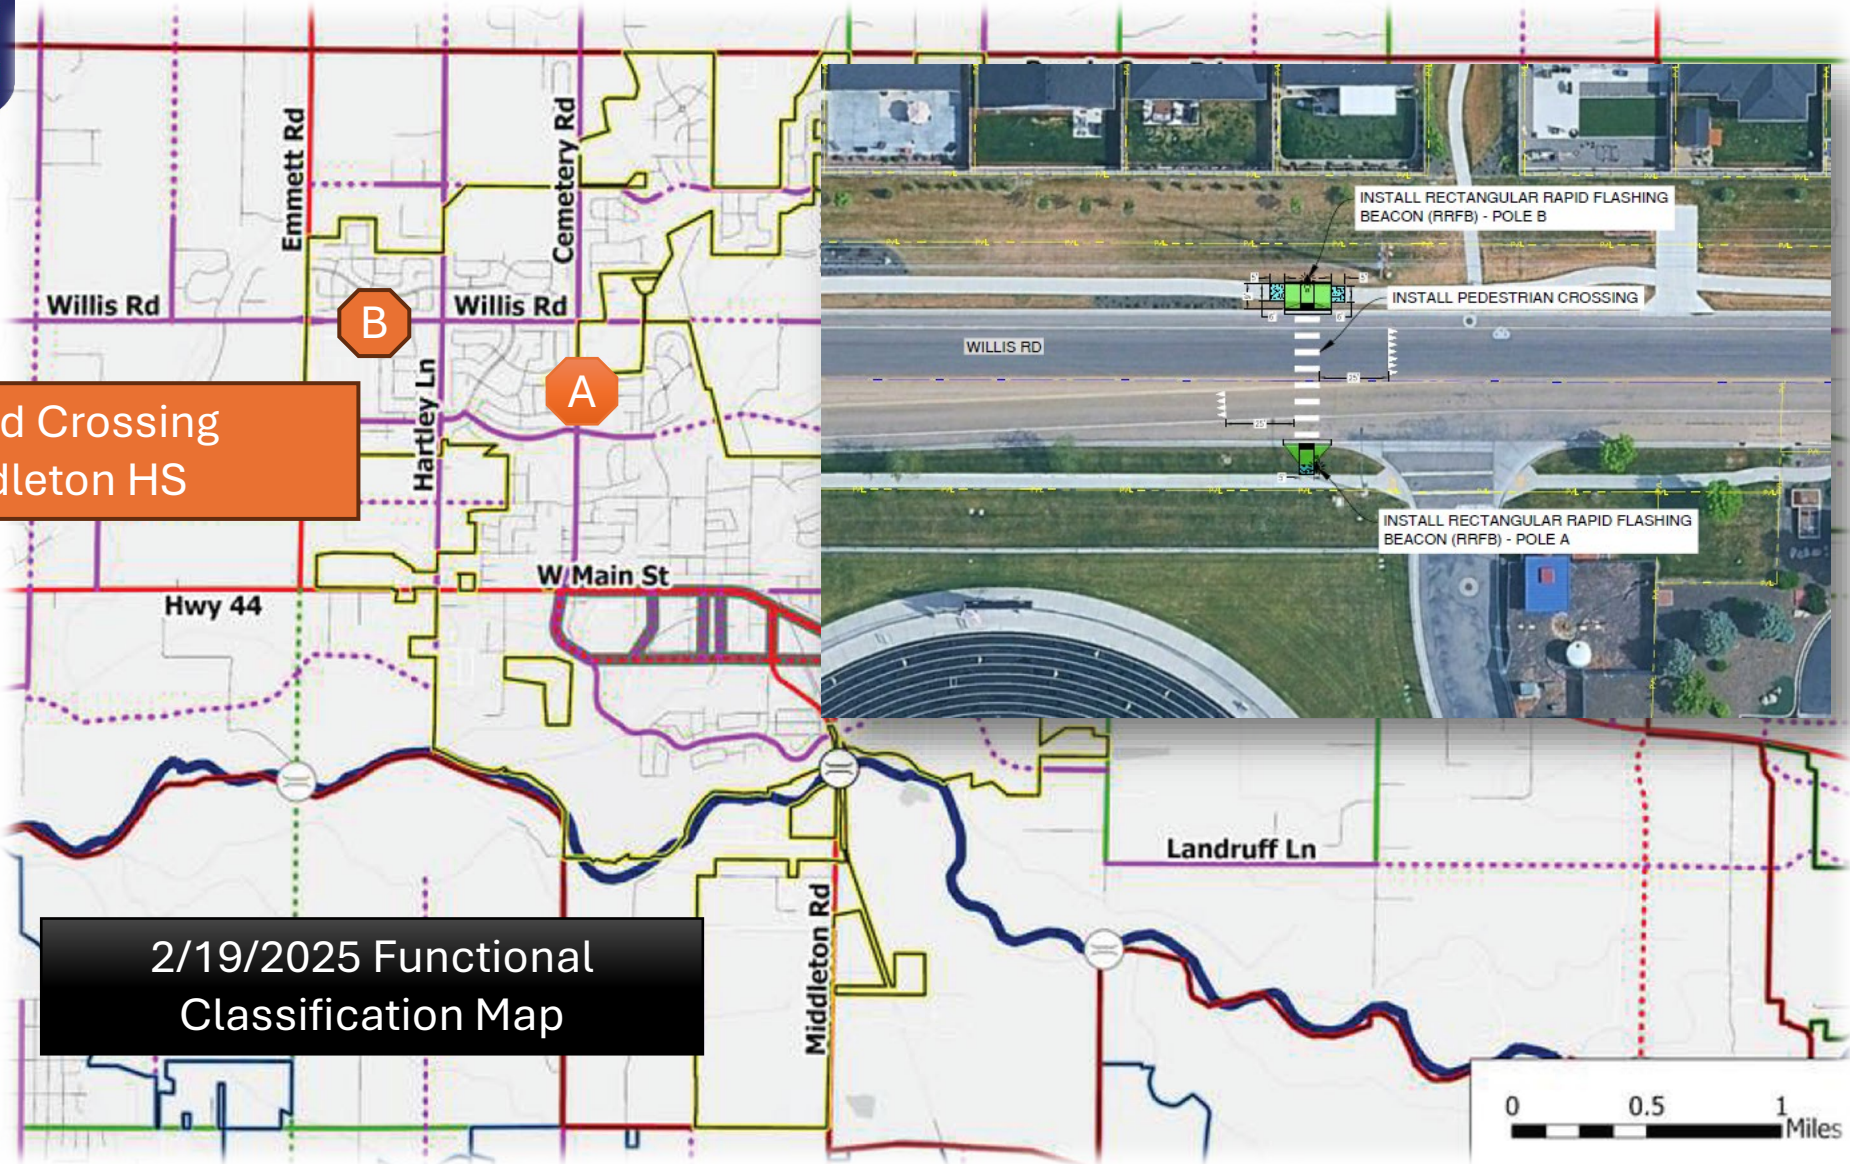 Emmett Rd
Cemetery Rd
Willis Rd
Willis Rd
B
A
Hartley Ln
d Crossing
dleton HS
W Main St
Hwy 44
INSTALL RECTANGULAR RAPID FLASHING
BEACON (RRFB) - POLE B
INSTALL PEDESTRIAN CROSSING
WILLIS RD
25'
25'
INSTALL RECTANGULAR RAPID FLASHING
BEACON (RRFB) - POLE A
Landruff Ln
Middleton Rd
2/19/2025 Functional
Classification Map
0 0.5 1
Miles